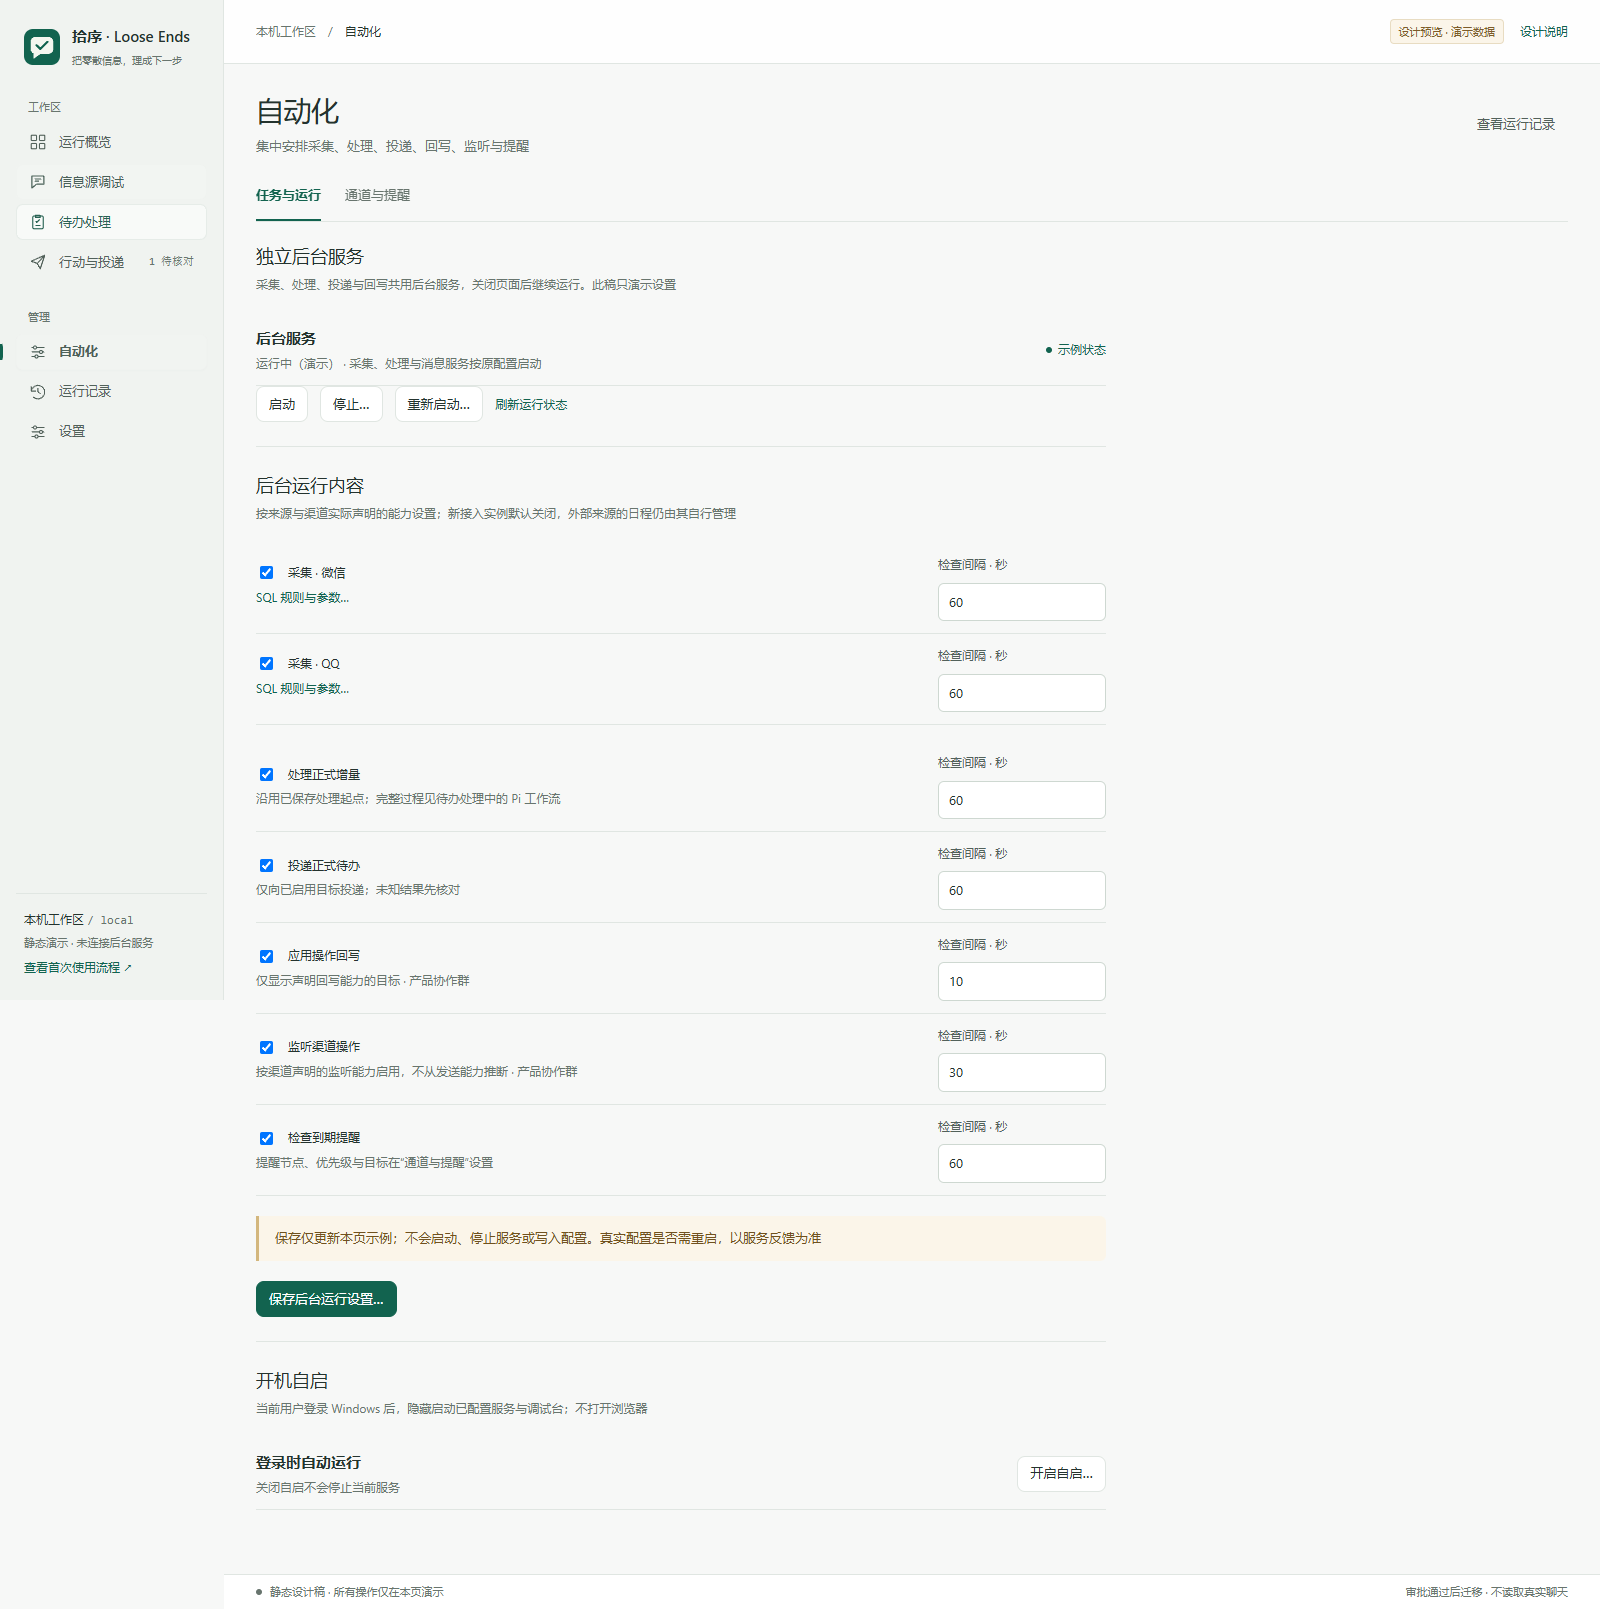 拾序 · Loose Ends
把零散信息，理成下一步
工作区
运行概览
信息源调试
待办处理
行动与投递 1 待核对
管理
自动化
运行记录
设置
本机工作区 / local
静态演示 · 未连接后台服务
查看首次使用流程 ↗
本机工作区 / 自动化
设计预览 · 演示数据
设计说明
自动化
集中安排采集、处理、投递、回写、监听与提醒
查看运行记录
任务与运行 通道与提醒
独立后台服务
采集、处理、投递与回写共用后台服务，关闭页面后继续运行。此稿只演示设置
后台服务
运行中（演示） · 采集、处理与消息服务按原配置启动
示例状态
启动 停止... 重新启动... 刷新运行状态
后台运行内容
按来源与渠道实际声明的能力设置；新接入实例默认关闭，外部来源的日程仍由其自行管理
采集 · 微信
SQL 规则与参数...
检查间隔 · 秒
60
采集 · QQ
SQL 规则与参数...
检查间隔 · 秒
60
处理正式增量
沿用已保存处理起点；完整过程见待办处理中的 Pi 工作流
检查间隔 · 秒
60
投递正式待办
仅向已启用目标投递；未知结果先核对
检查间隔 · 秒
60
应用操作回写
仅显示声明回写能力的目标 · 产品协作群
检查间隔 · 秒
10
监听渠道操作
按渠道声明的监听能力启用，不从发送能力推断 · 产品协作群
检查间隔 · 秒
30
检查到期提醒
提醒节点、优先级与目标在“通道与提醒”设置
检查间隔 · 秒
60
保存仅更新本页示例；不会启动、停止服务或写入配置。真实配置是否需重启，以服务反馈为准
保存后台运行设置...
开机自启
当前用户登录 Windows 后，隐藏启动已配置服务与调试台；不打开浏览器
登录时自动运行
关闭自启不会停止当前服务
开启自启...
静态设计稿 · 所有操作仅在本页演示
审批通过后迁移 · 不读取真实聊天